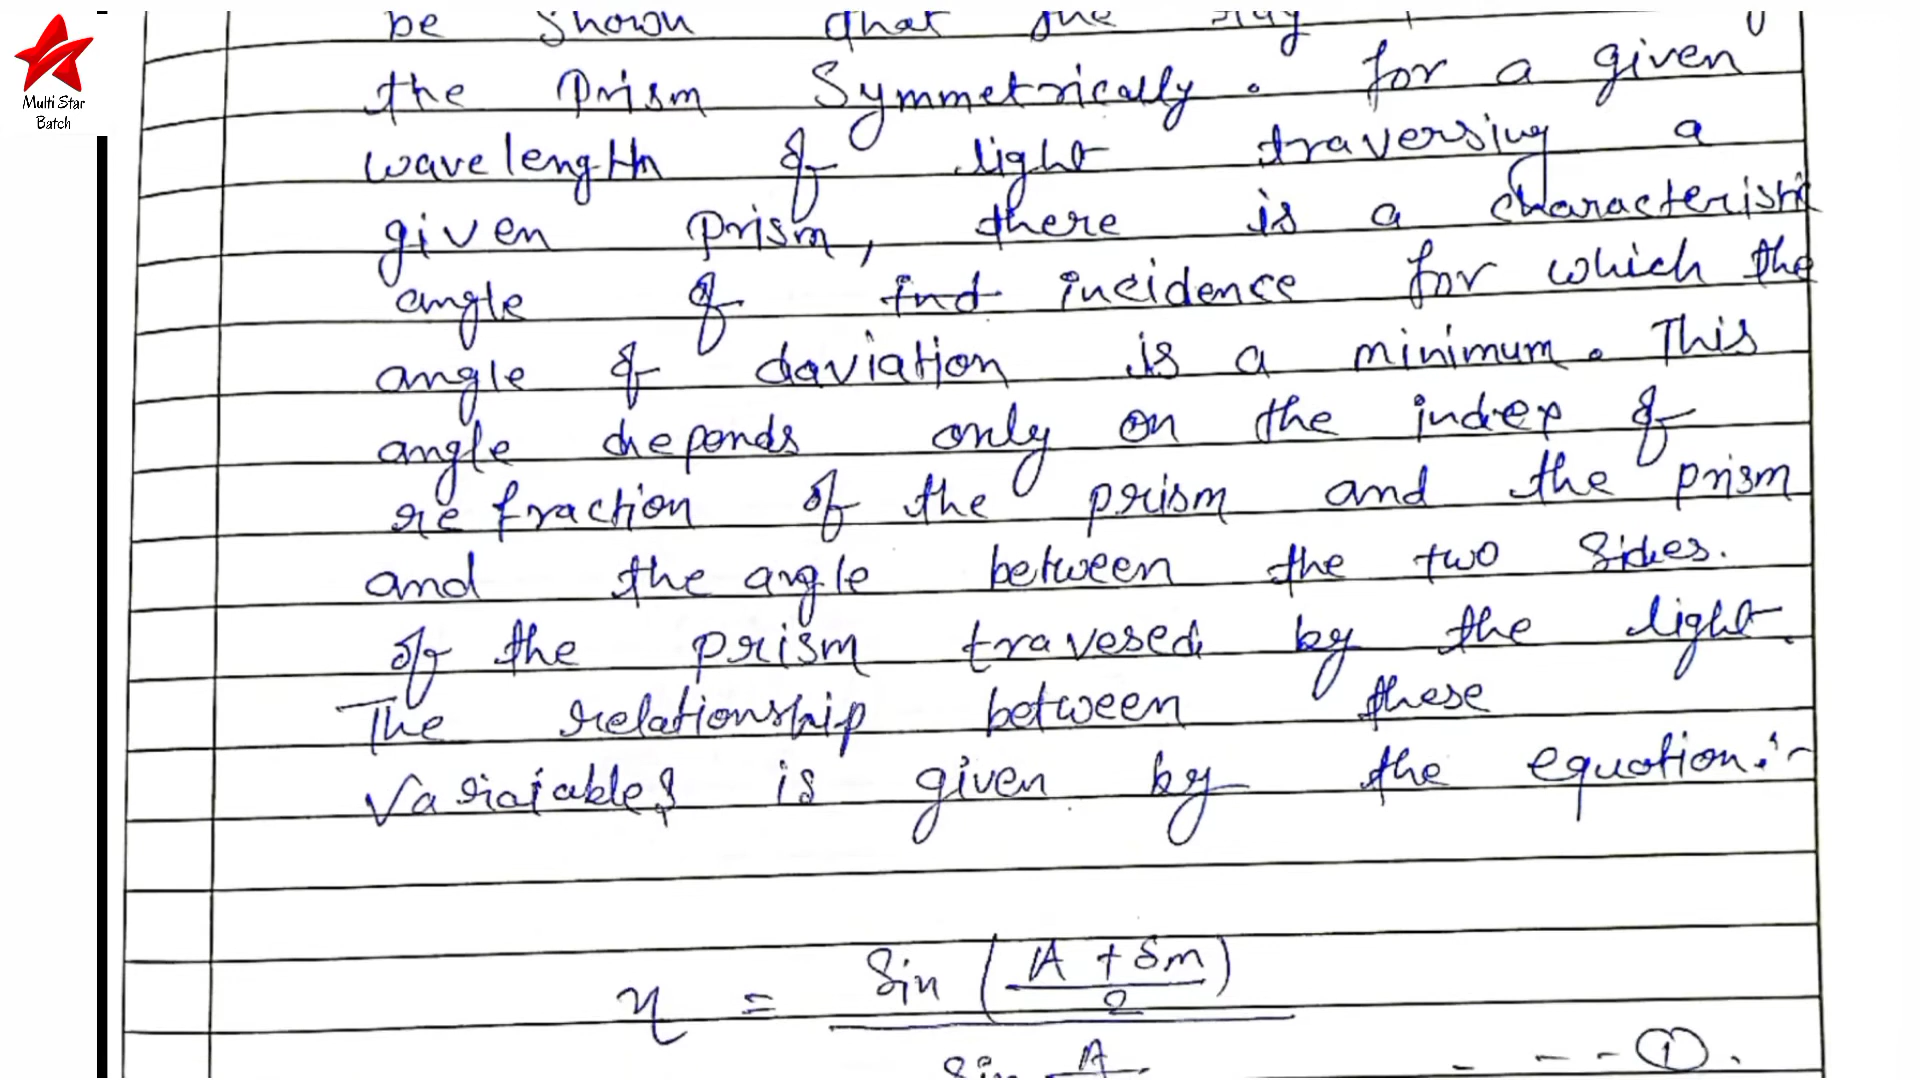 Multi Star
Batch
be shown that the ray
the prism Symmetrically. for a given
wavelength of light traversing a
given prism, there is a characteristic
angle of ind incidence for which the
angle of daviation is a minimum. This
angle depends only on the index of
refraction of the prism and the prism
and the angle between the two sides.
of the prism travesed by the light.
The relationship between these
Variables is given by the equation:-
η = Sin (A + δm / 2)
Sin A - - - ①.